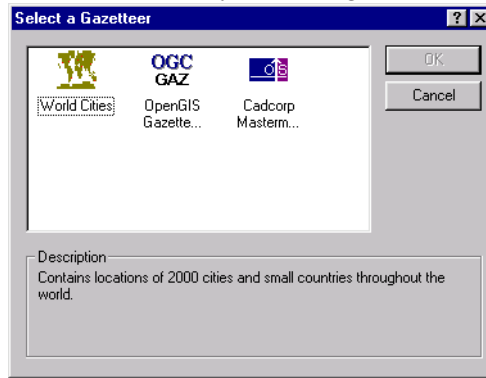 Select a Gazetteer
OGC
GAZ
World Cities
OpenGIS
Gazette...
Cadcorp
Masterm...
OK
Cancel
Description
Contains locations of 2000 cities and small countries throughout the
world.